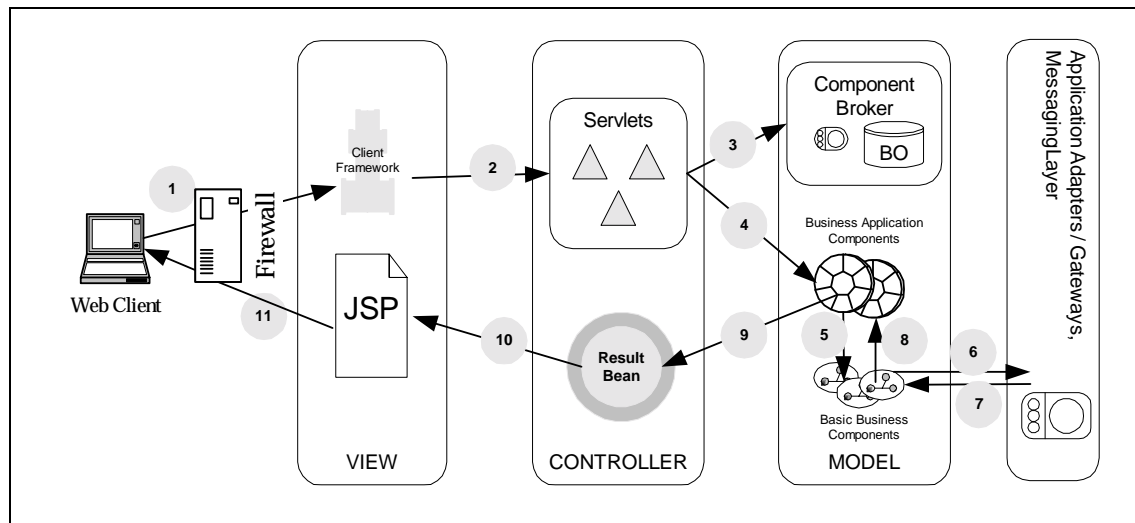 1
Web Client
Firewall
11
Client
Framework
JSP
VIEW
2
10
Servlets
Result
Bean
CONTROLLER
3
4
9
Component
Broker
BO
Business Application
Components
5
8
6
7
Basic Business
Components
MODEL
Application Adapters / Gateways,
MessagingLayer